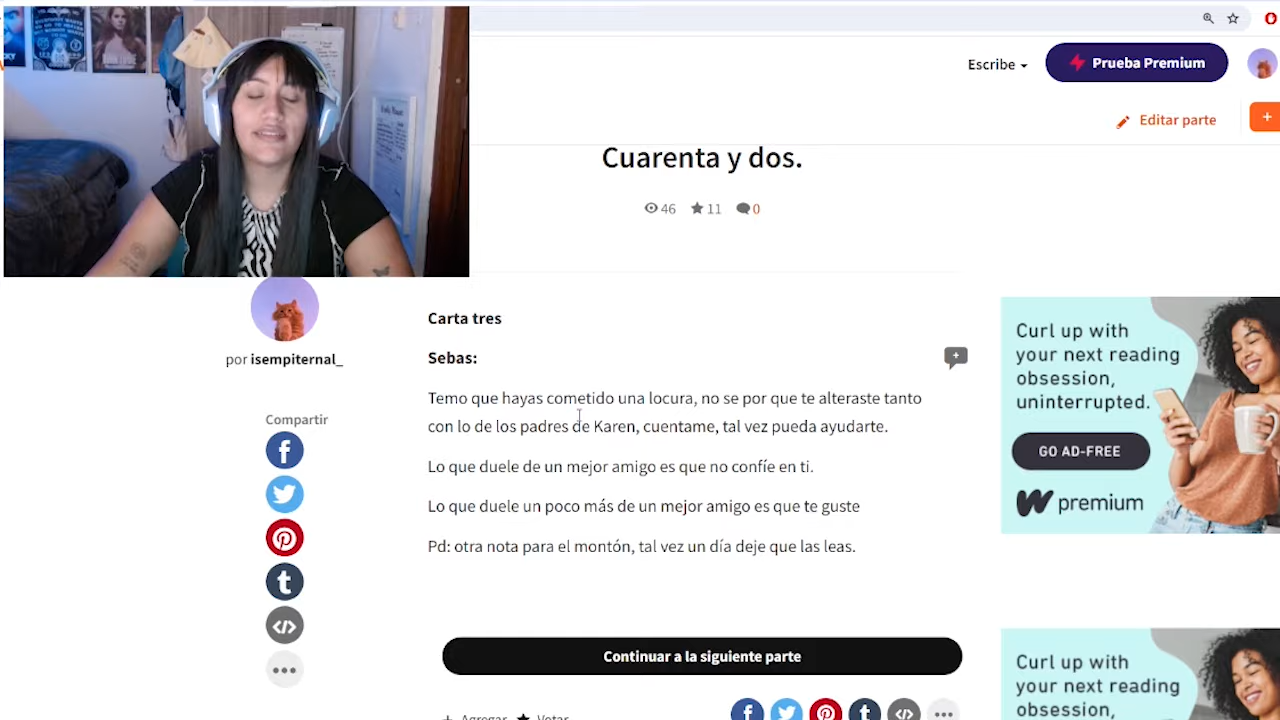 Escribe
Prueba Premium
Editar parte
+
Cuarenta y dos.
46 11 0
por isempiternal_
Compartir
Carta tres
Sebas:
Temo que hayas cometido una locura, no se por que te alteraste tanto
con lo de los padres de Karen, cuentame, tal vez pueda ayudarte.
Lo que duele de un mejor amigo es que no confíe en ti.
Lo que duele un poco más de un mejor amigo es que te guste
Pd: otra nota para el montón, tal vez un día deje que las leas.
Continuar a la siguiente parte
+ Agregar Votar
Curl up with
your next reading
obsession,
uninterrupted.
GO AD-FREE
premium
Curl up with
your next reading
obsession,